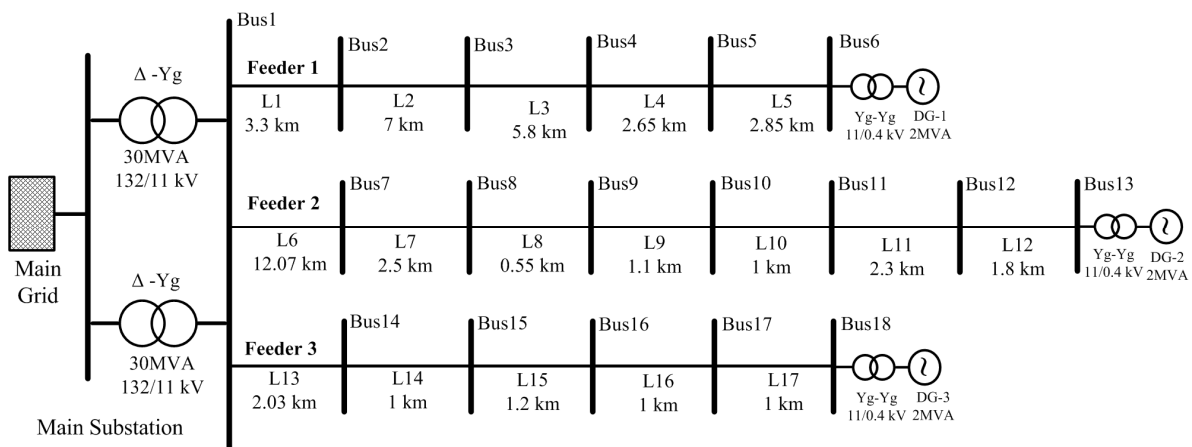 Bus1
Bus2
Bus3
Bus4
Bus5
Bus6
Δ -Yg
Feeder 1
L1
3.3 km
L2
7 km
L3
5.8 km
L4
2.65 km
L5
2.85 km
Yg-Yg
11/0.4 kV
DG-1
2MVA
30MVA
132/11 kV
Bus7
Bus8
Bus9
Bus10
Bus11
Bus12
Bus13
Feeder 2
L6
12.07 km
L7
2.5 km
L8
0.55 km
L9
1.1 km
L10
1 km
L11
2.3 km
L12
1.8 km
Yg-Yg
11/0.4 kV
DG-2
2MVA
Main
Grid
Δ -Yg
30MVA
132/11 kV
Bus14
Bus15
Bus16
Bus17
Bus18
Feeder 3
L13
2.03 km
L14
1 km
L15
1.2 km
L16
1 km
L17
1 km
Yg-Yg
11/0.4 kV
DG-3
2MVA
Main Substation